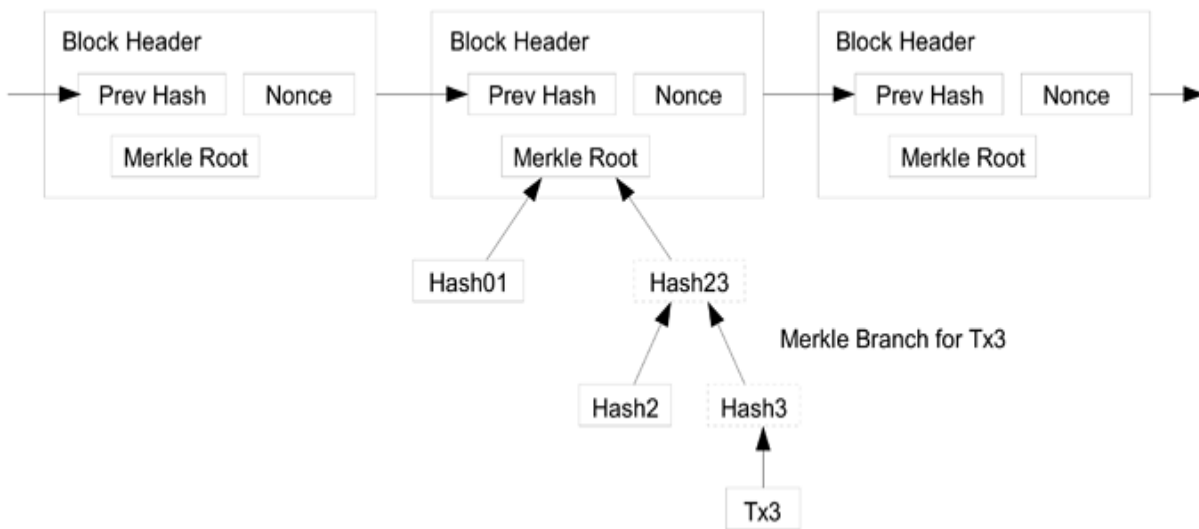 Block Header
Block Header
Block Header
Prev Hash
Nonce
Prev Hash
Nonce
Prev Hash
Nonce
Merkle Root
Merkle Root
Merkle Root
Hash01
Hash23
Merkle Branch for Tx3
Hash2
Hash3
Tx3